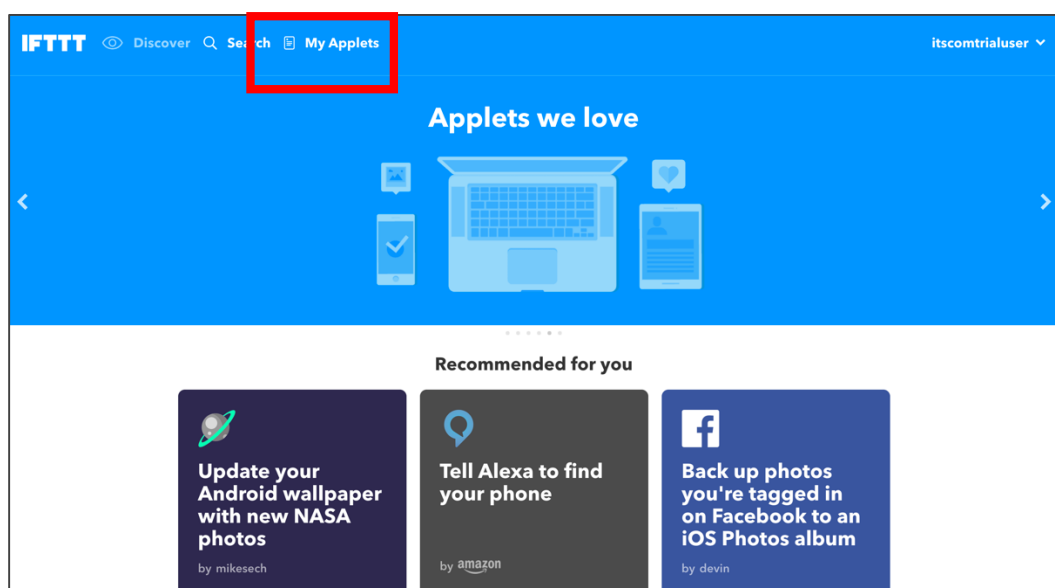 IFTTT Discover Search My Applets itscomtrialuser
Applets we love
Recommended for you
Update your
Android wallpaper
with new NASA
photos
by mikesech
Tell Alexa to find
your phone
by amazon
Back up photos
you're tagged in
on Facebook to an
iOS Photos album
by devin